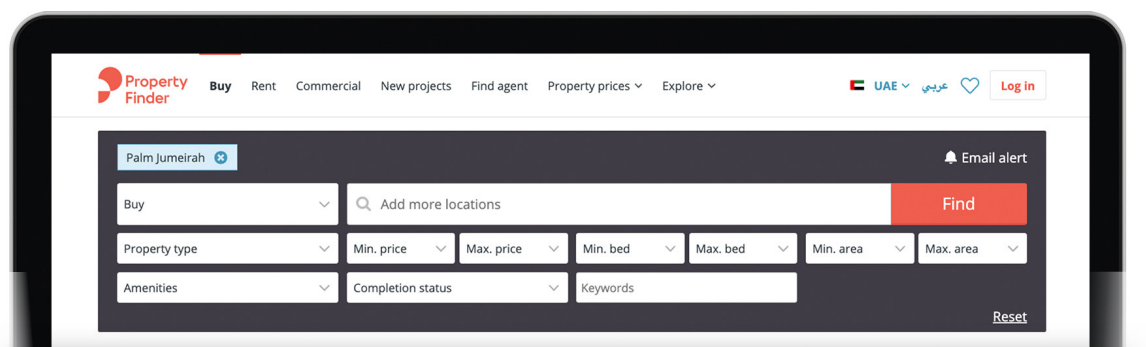 Property Finder
Buy Rent Commercial New projects Find agent Property prices Explore UAE عربي Log in
Palm Jumeirah Email alert
Buy Add more locations Find
Property type Min. price Max. price Min. bed Max. bed Min. area Max. area
Amenities Completion status Keywords
Reset